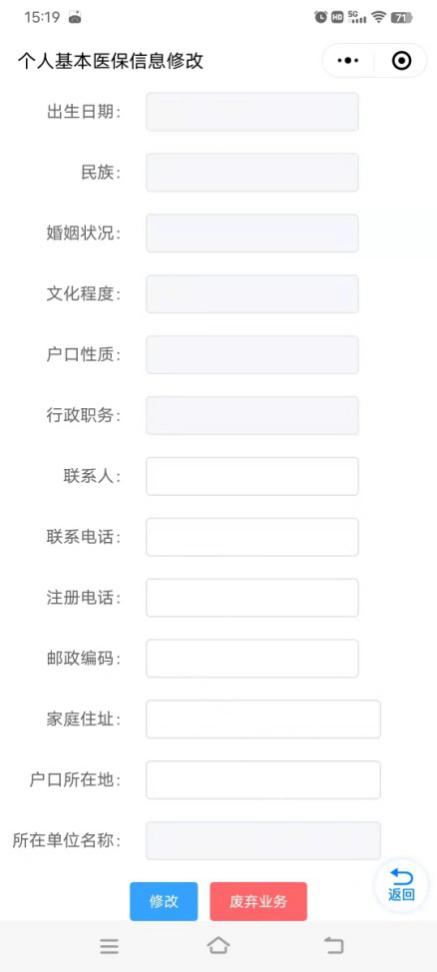 15:19 HD 5G 71
个人基本医保信息修改
出生日期：
民族：
婚姻状况：
文化程度：
户口性质：
行政职务：
联系人：
联系电话：
注册电话：
邮政编码：
家庭住址：
户口所在地：
所在单位名称：
返回
修改 废弃业务